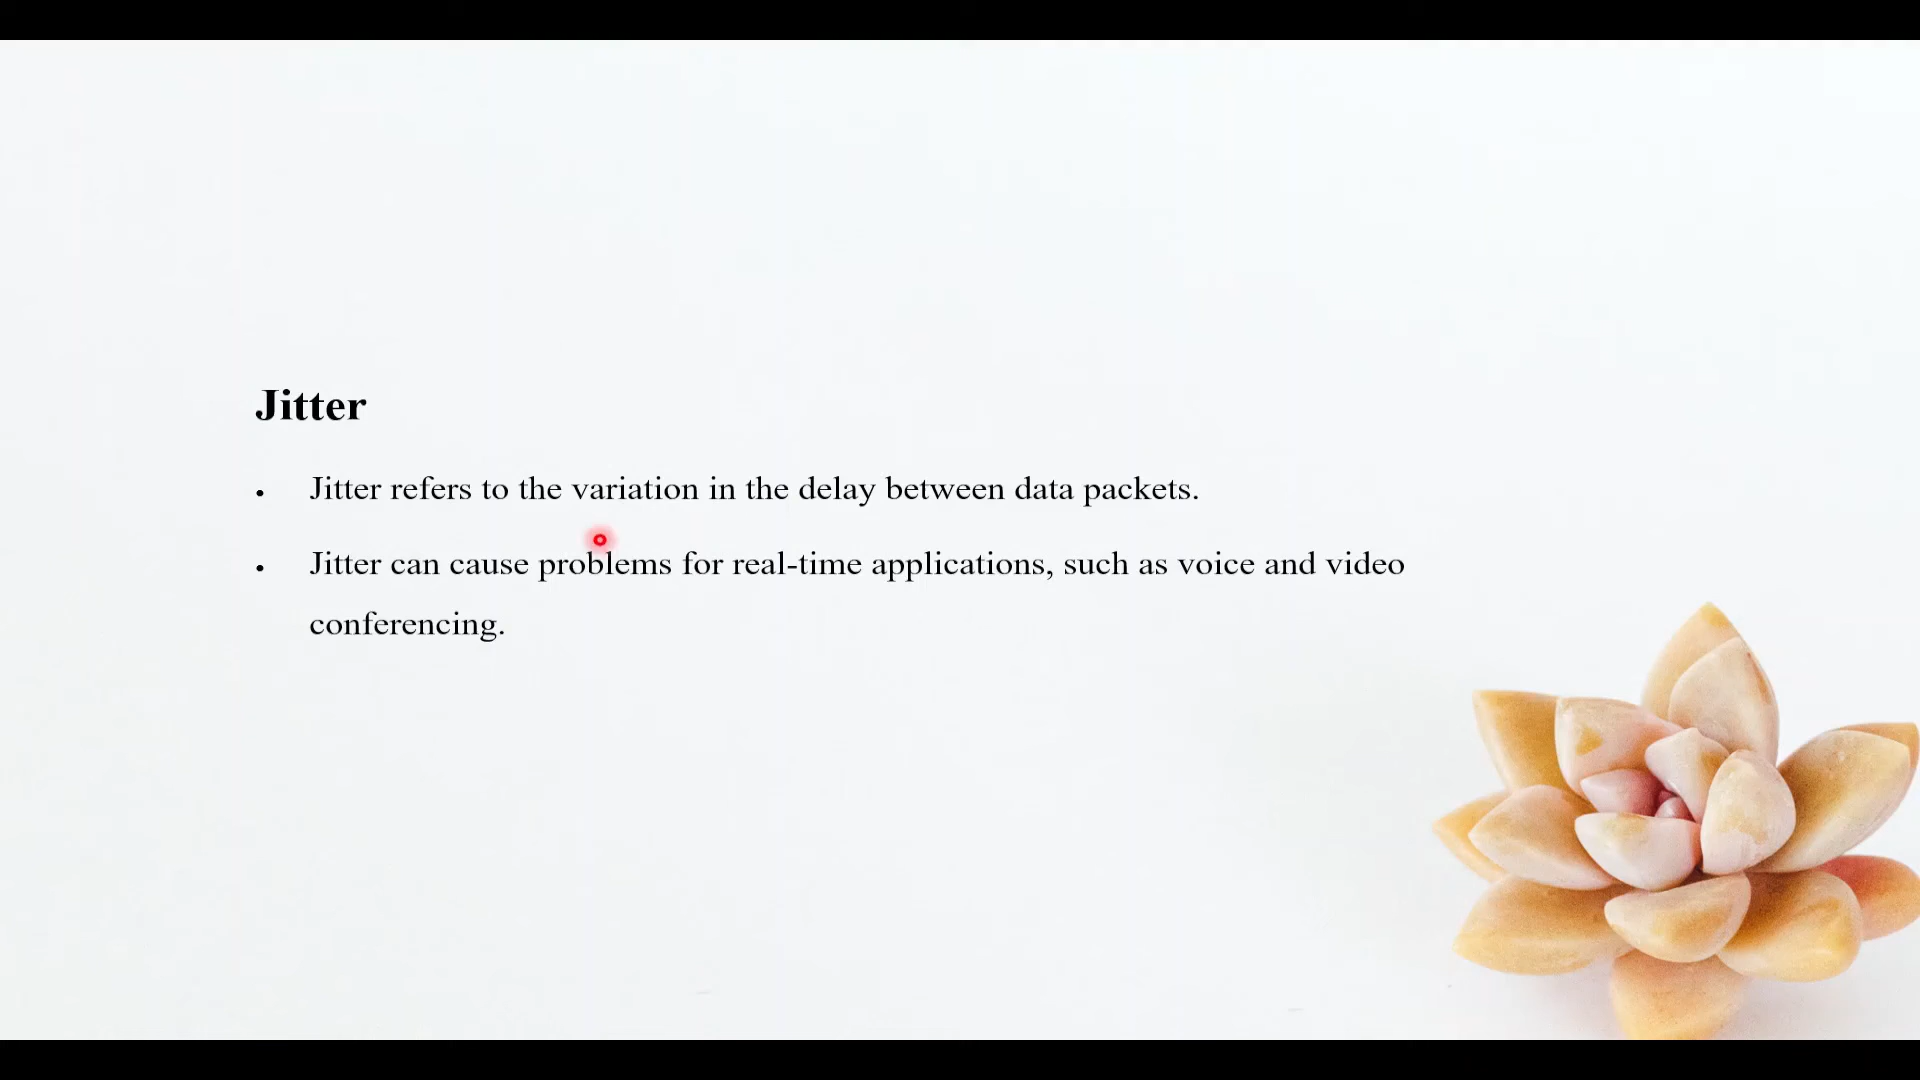 Jitter
• Jitter refers to the variation in the delay between data packets.
• Jitter can cause problems for real-time applications, such as voice and video
conferencing.